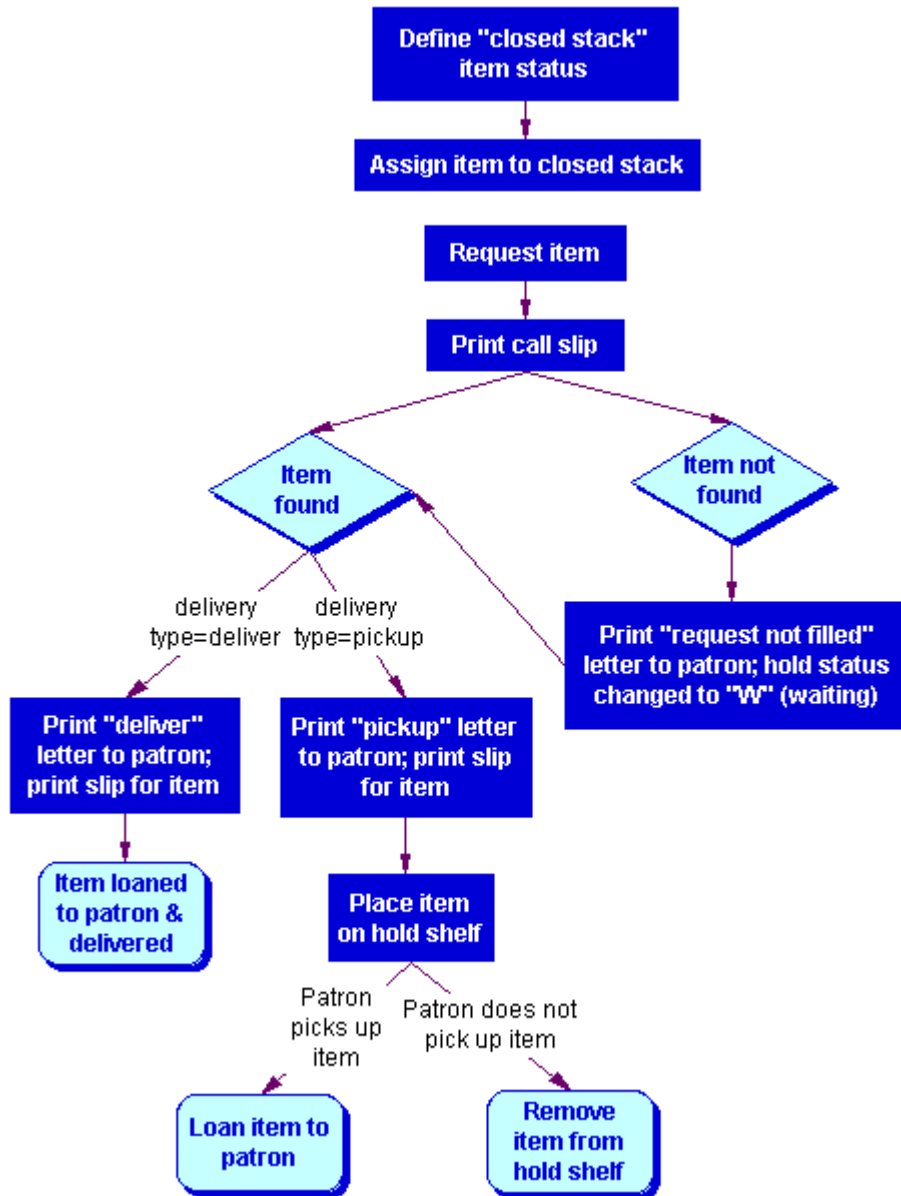 Define "closed stack"
item status
Assign item to closed stack
Request item
Print call slip
Item
found
Item not
found
delivery
type=deliver
delivery
type=pickup
Print "request not filled"
letter to patron; hold status
changed to "W" (waiting)
Print "deliver"
letter to patron;
print slip for item
Print "pickup" letter
to patron; print slip
for item
Item loaned
to patron &
delivered
Place item
on hold shelf
Patron
picks up
item
Patron does not
pick up item
Loan item to
patron
Remove
item from
hold shelf